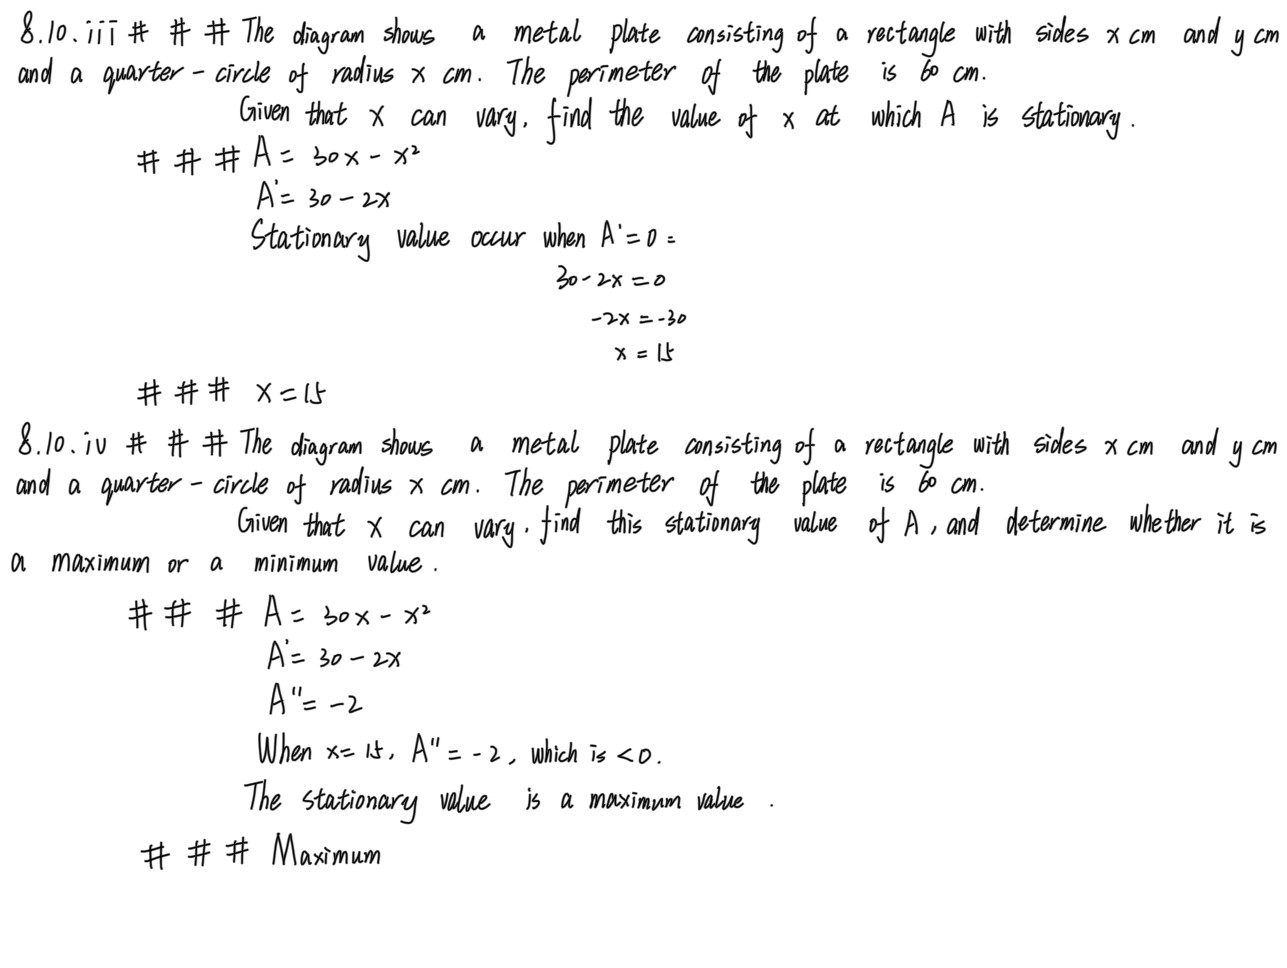 8.10.iii # # # The diagram shows a metal plate consisting of a rectangle with sides x cm and y cm
and a quarter-circle of radius x cm. The perimeter of the plate is 60 cm.
Given that x can vary, find the value of x at which A is stationary.
# # # A = 30x - x²
A' = 30 - 2x
Stationary value occur when A' = 0 =
30 - 2x = 0
-2x = -30
x = 15
# # # x = 15
8.10.iv # # # The diagram shows a metal plate consisting of a rectangle with sides x cm and y cm
and a quarter-circle of radius x cm. The perimeter of the plate is 60 cm.
Given that x can vary, find this stationary value of A, and determine whether it is
a maximum or a minimum value.
# # # A = 30x - x²
A' = 30 - 2x
A'' = -2
When x = 15, A'' = -2, which is < 0.
The stationary value is a maximum value.
# # # Maximum